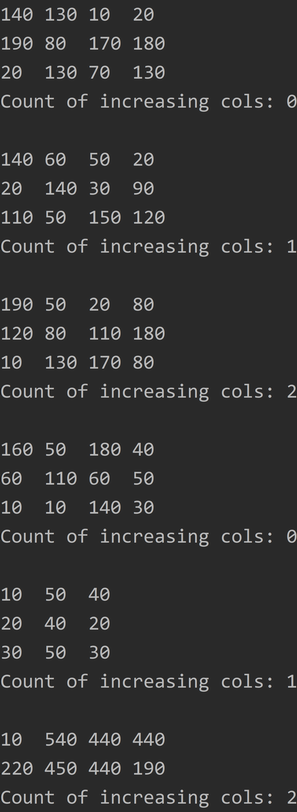 140 130 10  20
190 80  170 180
20  130 70  130
Count of increasing cols: 0
140 60  50  20
20  140 30  90
110 50  150 120
Count of increasing cols: 1
190 50  20  80
120 80  110 180
10  130 170 80
Count of increasing cols: 2
160 50  180 40
60  110 60  50
10  10  140 30
Count of increasing cols: 0
10  50  40
20  40  20
30  50  30
Count of increasing cols: 1
10  540 440 440
220 450 440 190
Count of increasing cols: 2